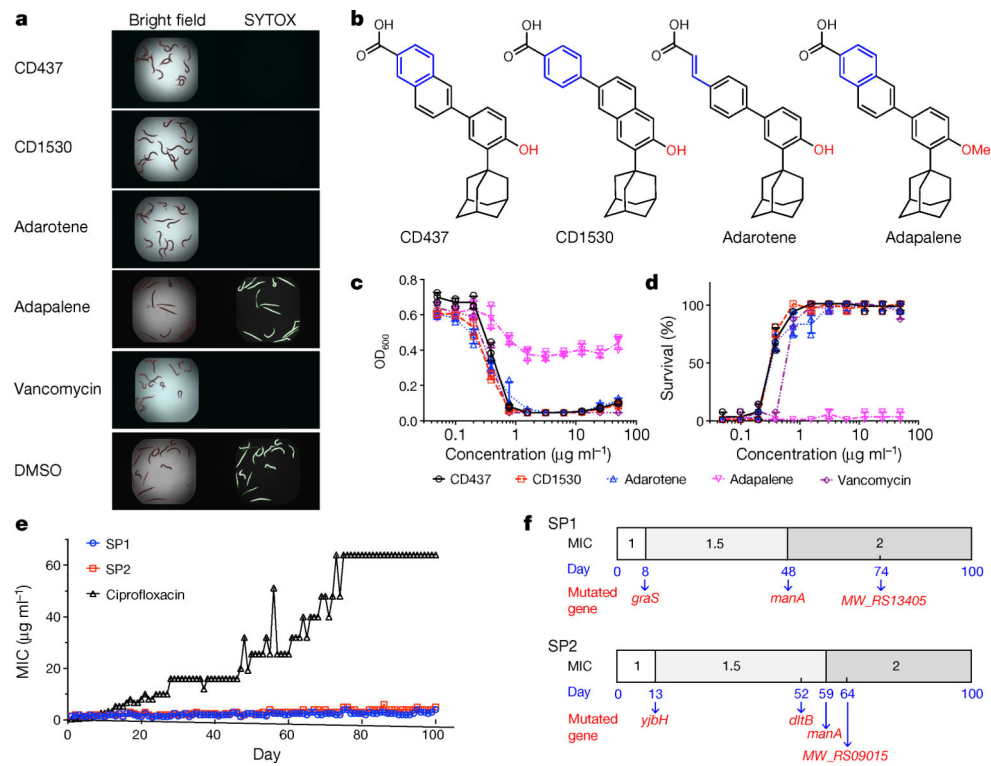 a
Bright field SYTOX
CD437
CD1530
Adarotene
Adapalene
Vancomycin
DMSO
b
OH
O
OH
CD437
OH
O
OH
CD1530
OH
O
OH
Adarotene
OH
O
OMe
Adapalene
c
OD600
0.8
0.6
0.4
0.2
0.0
0.1 1 10 100
Concentration (µg ml–1)
d
Survival (%)
100
50
0
0.1 1 10 100
Concentration (µg ml–1)
CD437 CD1530 Adarotene Adapalene Vancomycin
e
MIC (µg ml–1)
60
40
20
0
SP1
SP2
Ciprofloxacin
0 20 40 60 80 100
Day
f
SP1
MIC 1 1.5 2
Day 0 8 48 74 100
Mutated gene
graS manA MW_RS13405
SP2
MIC 1 1.5 2
Day 0 13 52 59 64 100
Mutated gene
yjbH dltB manA
MW_RS09015